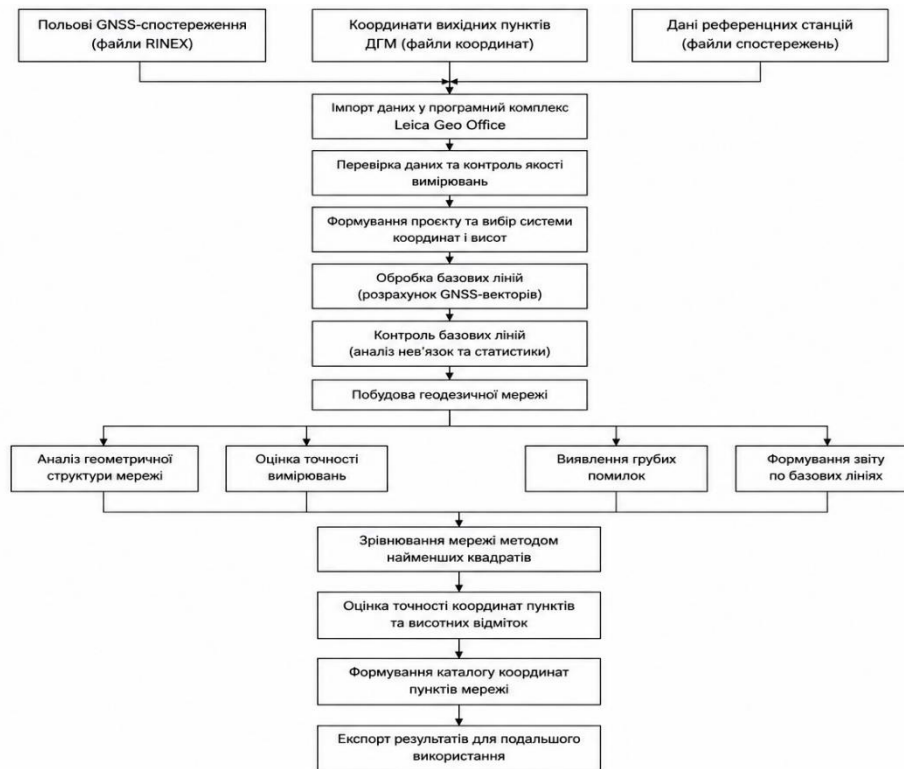 Польові GNSS-спостереження
(файли RINEX)
Координати вихідних пунктів
ДГМ (файли координат)
Дані референцних станцій
(файли спостережень)
Імпорт даних у програмний комплекс
Leica Geo Office
Перевірка даних та контроль якості
вимірювань
Формування проєкту та вибір системи
координат і висот
Обробка базових ліній
(розрахунок GNSS-векторів)
Контроль базових ліній
(аналіз нев'язок та статистики)
Побудова геодезичної мережі
Аналіз геометричної
структури мережі
Оцінка точності
вимірювань
Виявлення грубих
помилок
Формування звіту
по базових лініях
Зрівнювання мережі методом
найменших квадратів
Оцінка точності координат пунктів
та висотних відміток
Формування каталогу координат
пунктів мережі
Експорт результатів для подальшого
використання